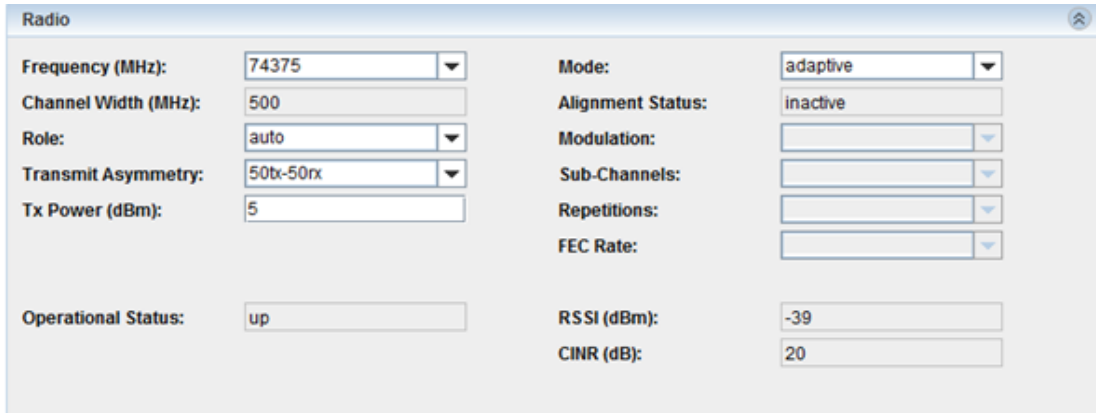 Radio
Frequency (MHz): 74375 Mode: adaptive
Channel Width (MHz): 500 Alignment Status: inactive
Role: auto Modulation:
Transmit Asymmetry: 50tx-50rx Sub-Channels:
Tx Power (dBm): 5 Repetitions:
FEC Rate:
Operational Status: up RSSI (dBm): -39
CINR (dB): 20